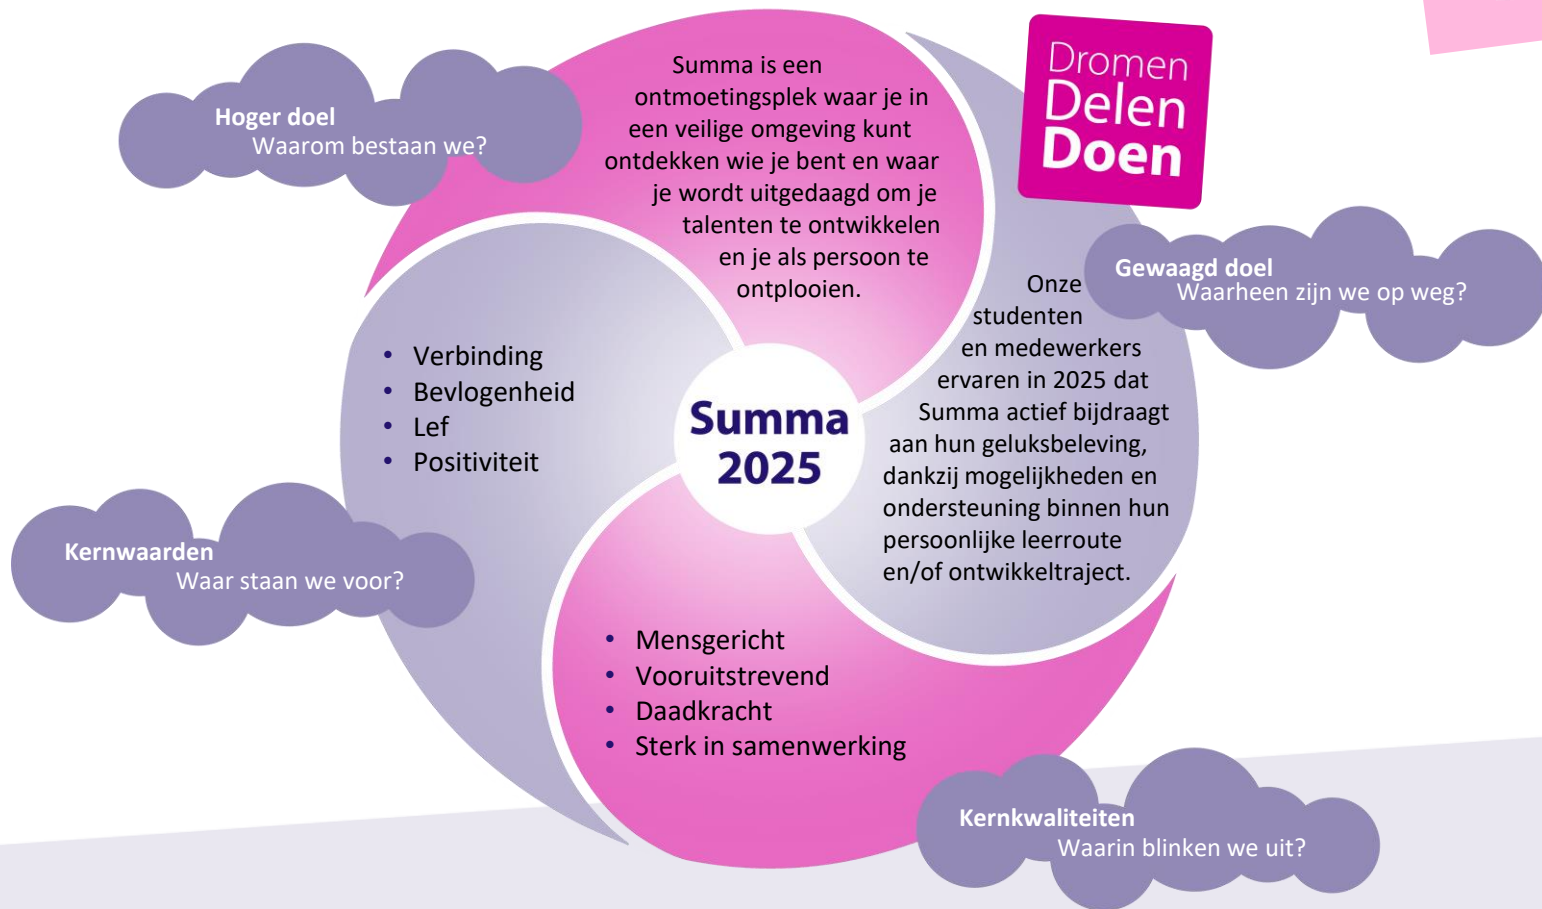 Hoger doel
Waarom bestaan we?
Summa is een
ontmoetingsplek waar je in
een veilige omgeving kunt
ontdekken wie je bent en waar
je wordt uitgedaagd om je
talenten te ontwikkelen
en je als persoon te
ontplooien.
Dromen
Delen
Doen
Gewaagd doel
Waarheen zijn we op weg?
Onze
studenten
en medewerkers
ervaren in 2025 dat
Summa actief bijdraagt
aan hun geluksbeleving,
dankzij mogelijkheden en
ondersteuning binnen hun
persoonlijke leerroute
en/of ontwikkeltraject.
• Verbinding
• Bevlogenheid
• Lef
• Positiviteit
Summa
2025
Kernwaarden
Waar staan we voor?
• Mensgericht
• Vooruitstrevend
• Daadkracht
• Sterk in samenwerking
Kernkwaliteiten
Waarin blinken we uit?